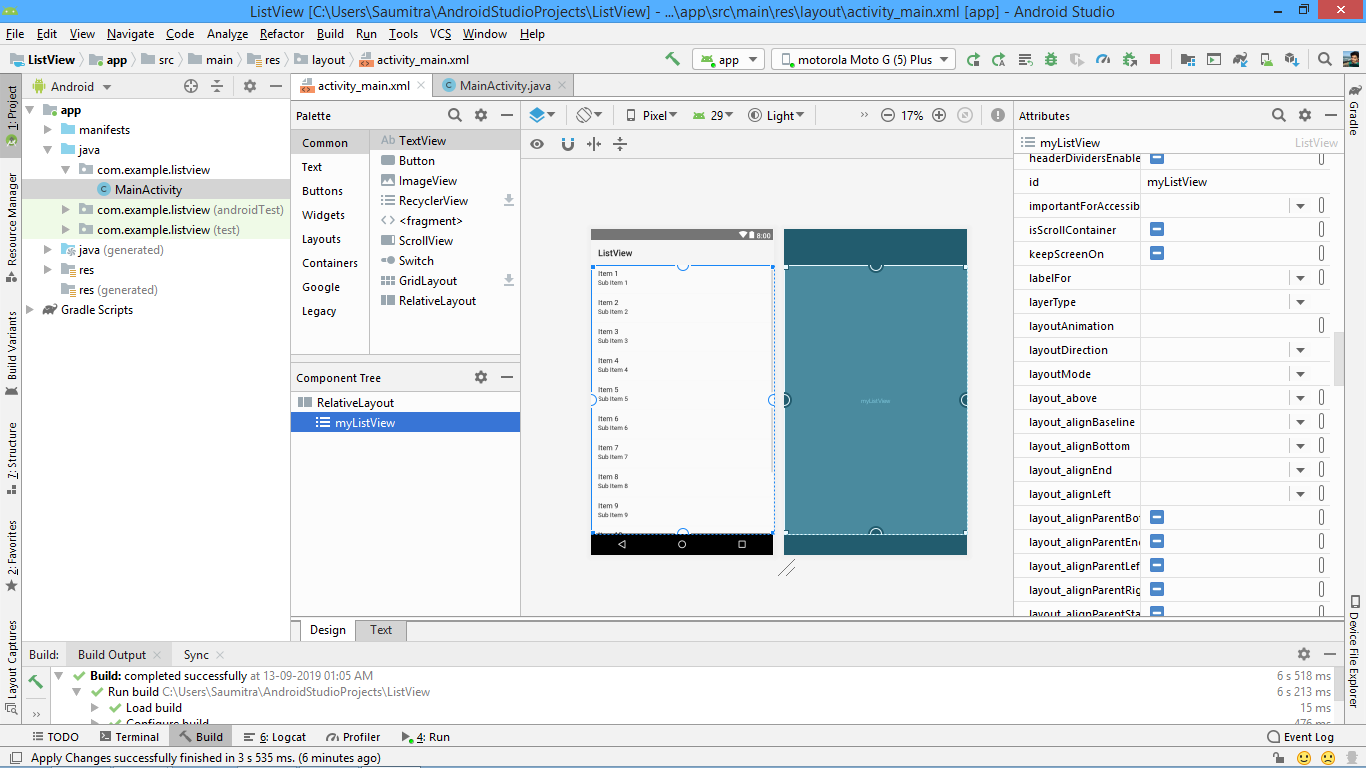 ListView [C:\Users\Saumitra\AndroidStudioProjects\ListView] - ...\app\src\main\res\layout\activity_main.xml [app] - Android Studio
File Edit View Navigate Code Analyze Refactor Build Run Tools VCS Window Help
ListView app src main res layout activity_main.xml app motorola Moto G (5) Plus
1: Project
Resource Manager
Build Variants
7: Structure
2: Favorites
Layout Captures
Android
app
manifests
java
com.example.listview
MainActivity
com.example.listview (androidTest)
com.example.listview (test)
java (generated)
res
res (generated)
Gradle Scripts
activity_main.xml MainActivity.java
Palette
Common
Text
Buttons
Widgets
Layouts
Containers
Google
Legacy
Ab TextView
Button
ImageView
RecyclerView
<fragment>
ScrollView
Switch
GridLayout
RelativeLayout
Component Tree
RelativeLayout
myListView
Pixel 29 Light >> 17%
8:00
ListView
Item 1
Sub Item 1
Item 2
Sub Item 2
Item 3
Sub Item 3
Item 4
Sub Item 4
Item 5
Sub Item 5
Item 6
Sub Item 6
Item 7
Sub Item 7
Item 8
Sub Item 8
Item 9
Sub Item 9
myListView
Design Text
Attributes
myListView ListView
headerDividersEnable
id myListView
importantForAccessib
isScrollContainer
keepScreenOn
labelFor
layerType
layoutAnimation
layoutDirection
layoutMode
layout_above
layout_alignBaseline
layout_alignBottom
layout_alignEnd
layout_alignLeft
layout_alignParentBot
layout_alignParentEnd
layout_alignParentLeft
layout_alignParentRig
layout_alignParentSta
Gradle
Device File Explorer
Build: Build Output Sync
Build: completed successfully at 13-09-2019 01:05 AM 6 s 518 ms
Run build C:\Users\Saumitra\AndroidStudioProjects\ListView 6 s 213 ms
Load build 15 ms
Configure build 476 ms
TODO Terminal Build 6: Logcat Profiler 4: Run Event Log
Apply Changes successfully finished in 3 s 535 ms. (6 minutes ago)